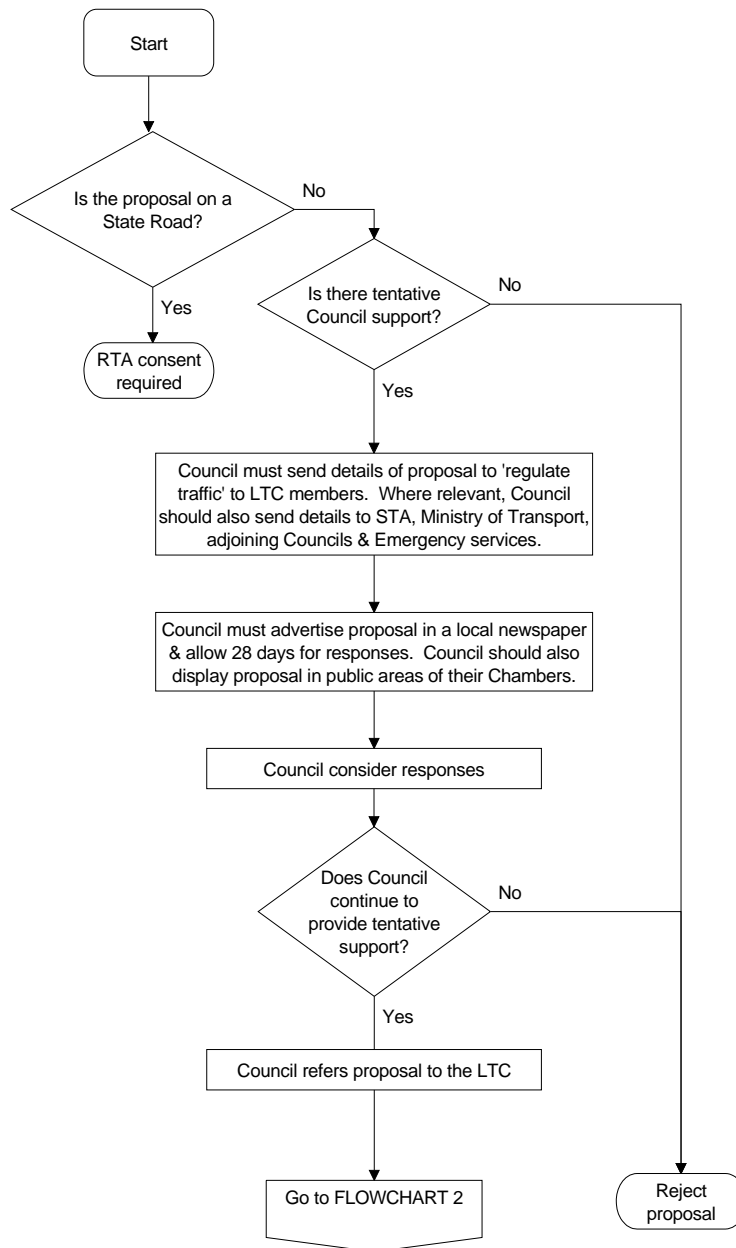 Start
Is the proposal on a
State Road?
No
Yes
RTA consent
required
Is there tentative
Council support?
No
Yes
Council must send details of proposal to 'regulate
traffic' to LTC members.  Where relevant, Council
should also send details to STA, Ministry of Transport,
adjoining Councils & Emergency services.
Council must advertise proposal in a local newspaper
& allow 28 days for responses.  Council should also
display proposal in public areas of their Chambers.
Council consider responses
Does Council
continue to
provide tentative
support?
No
Yes
Council refers proposal to the LTC
Go to FLOWCHART 2
Reject
proposal